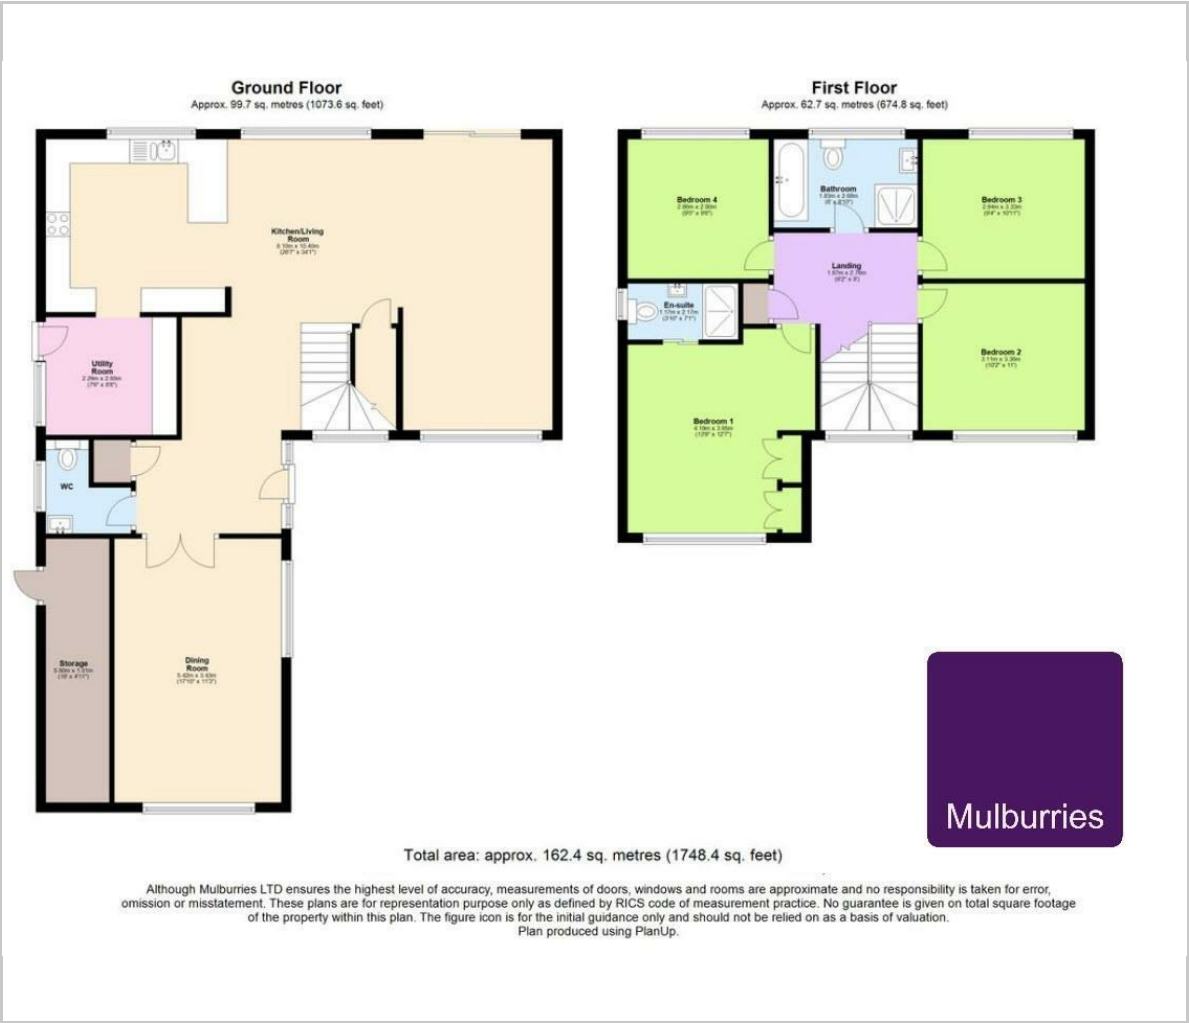 Ground Floor
Approx. 99.7 sq. metres (1073.6 sq. feet)
First Floor
Approx. 62.7 sq. metres (674.8 sq. feet)
Kitchen/Living
Room
Utility
Room
WC
Storage
Dining
Room
Bedroom 4
Bathroom
Bedroom 3
Landing
En-suite
Bedroom 2
Bedroom 1
Mulburries
Total area: approx. 162.4 sq. metres (1748.4 sq. feet)
Although Mulburries LTD ensures the highest level of accuracy, measurements of doors, windows and rooms are approximate and no responsibility is taken for error,
omission or misstatement. These plans are for representation purpose only as defined by RICS code of measurement practice. No guarantee is given on total square footage
of the property within this plan. The figure icon is for the initial guidance only and should not be relied on as a basis of valuation.
Plan produced using PlanUp.